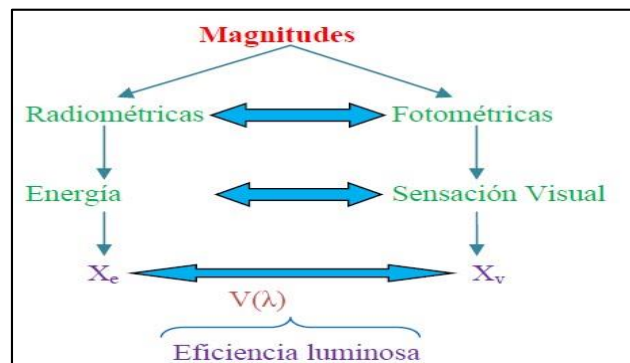 Magnitudes
Radiométricas Fotométricas
Energía Sensación Visual
Xe Xv
V(λ)
Eficiencia luminosa